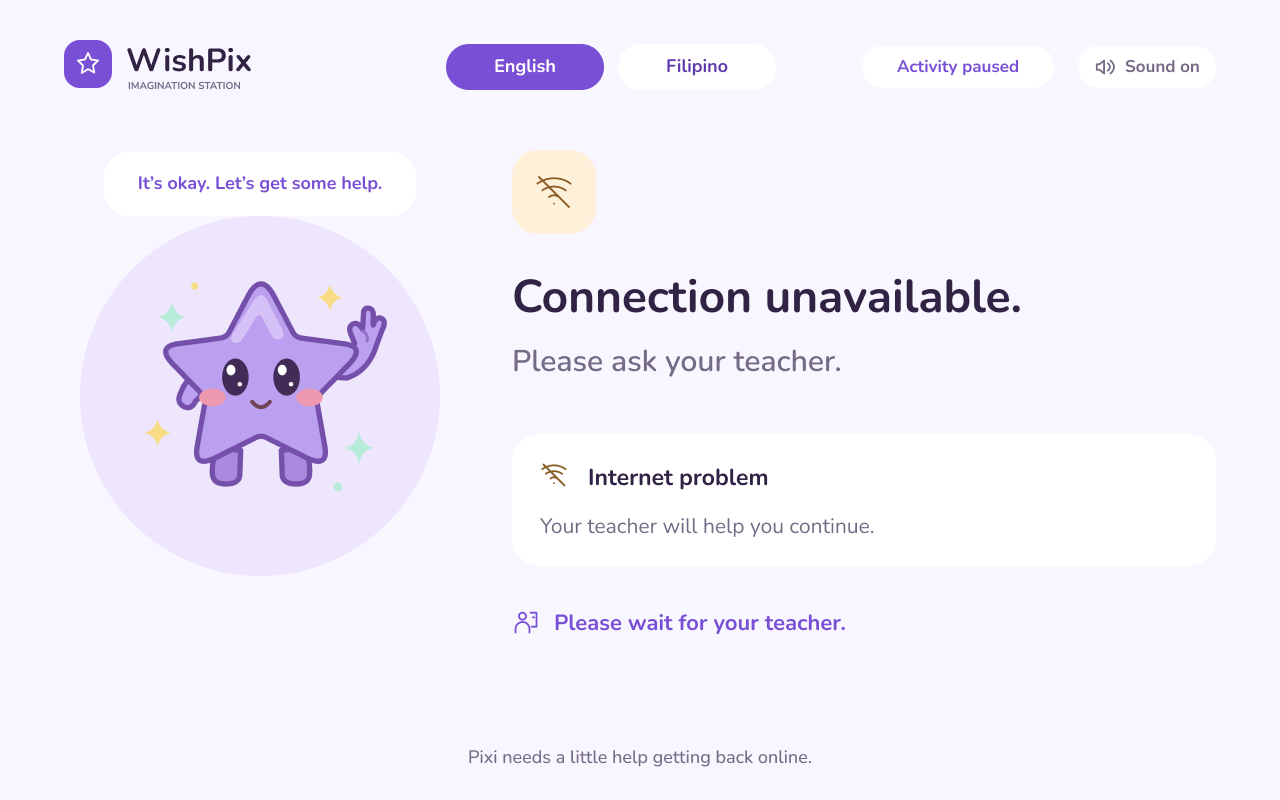 WishPix
IMAGINATION STATION
English
Filipino
Activity paused
Sound on
It’s okay. Let’s get some help.
Connection unavailable.
Please ask your teacher.
Internet problem
Your teacher will help you continue.
Please wait for your teacher.
Pixi needs a little help getting back online.